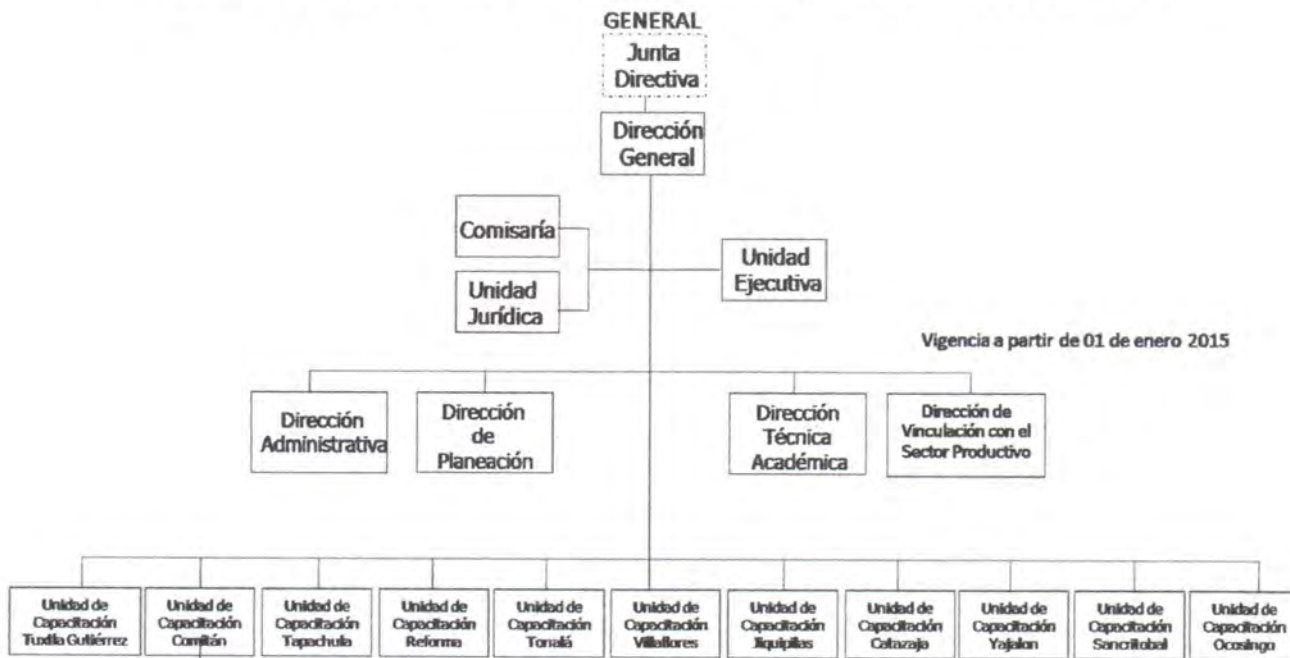 GENERAL
Junta
Directiva
Dirección
General
Comisaría
Unidad
Jurídica
Unidad
Ejecutiva
Vigencia a partir de 01 de enero 2015
Dirección
Administrativa
Dirección
de
Planeación
Dirección
Técnica
Académica
Dirección de
Vinculación con el
Sector Productivo
Unidad de
Capacitación
Tuxtla Gutiérrez
Unidad de
Capacitación
Comitán
Unidad de
Capacitación
Tapachula
Unidad de
Capacitación
Reforma
Unidad de
Capacitación
Tonalá
Unidad de
Capacitación
Villaflores
Unidad de
Capacitación
Jiquipilas
Unidad de
Capacitación
Catazaja
Unidad de
Capacitación
Yajalon
Unidad de
Capacitación
Sancritobal
Unidad de
Capacitación
Ocosingo